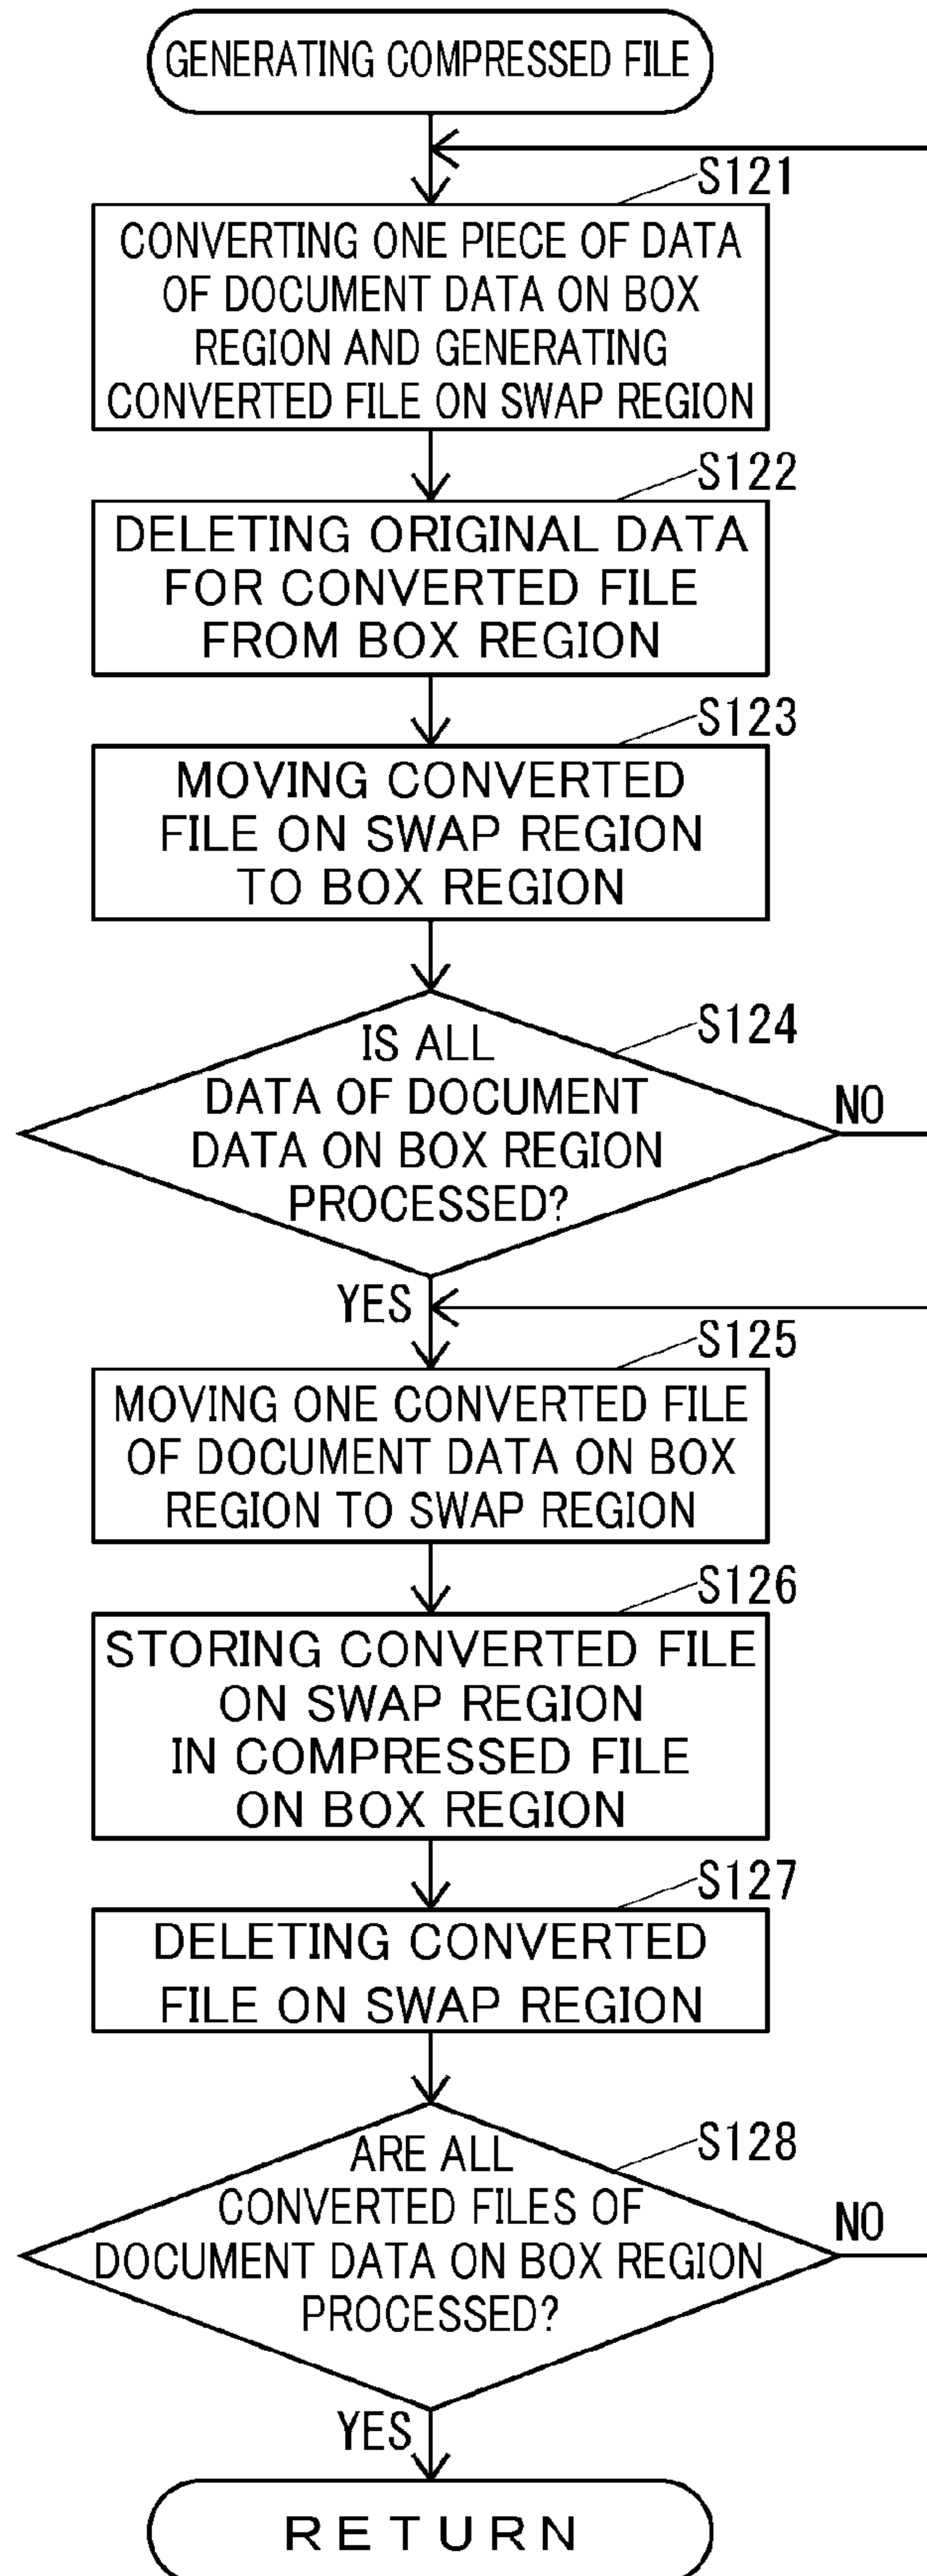 GENERATING COMPRESSED FILE
S121
CONVERTING ONE PIECE OF DATA
OF DOCUMENT DATA ON BOX
REGION AND GENERATING
CONVERTED FILE ON SWAP REGION
S122
DELETING ORIGINAL DATA
FOR CONVERTED FILE
FROM BOX REGION
S123
MOVING CONVERTED
FILE ON SWAP REGION
TO BOX REGION
S124
IS ALL
DATA OF DOCUMENT
DATA ON BOX REGION
PROCESSED?
NO
YES
S125
MOVING ONE CONVERTED FILE
OF DOCUMENT DATA ON BOX
REGION TO SWAP REGION
S126
STORING CONVERTED FILE
ON SWAP REGION
IN COMPRESSED FILE
ON BOX REGION
S127
DELETING CONVERTED
FILE ON SWAP REGION
S128
ARE ALL
CONVERTED FILES OF
DOCUMENT DATA ON BOX REGION
PROCESSED?
NO
YES
RETURN